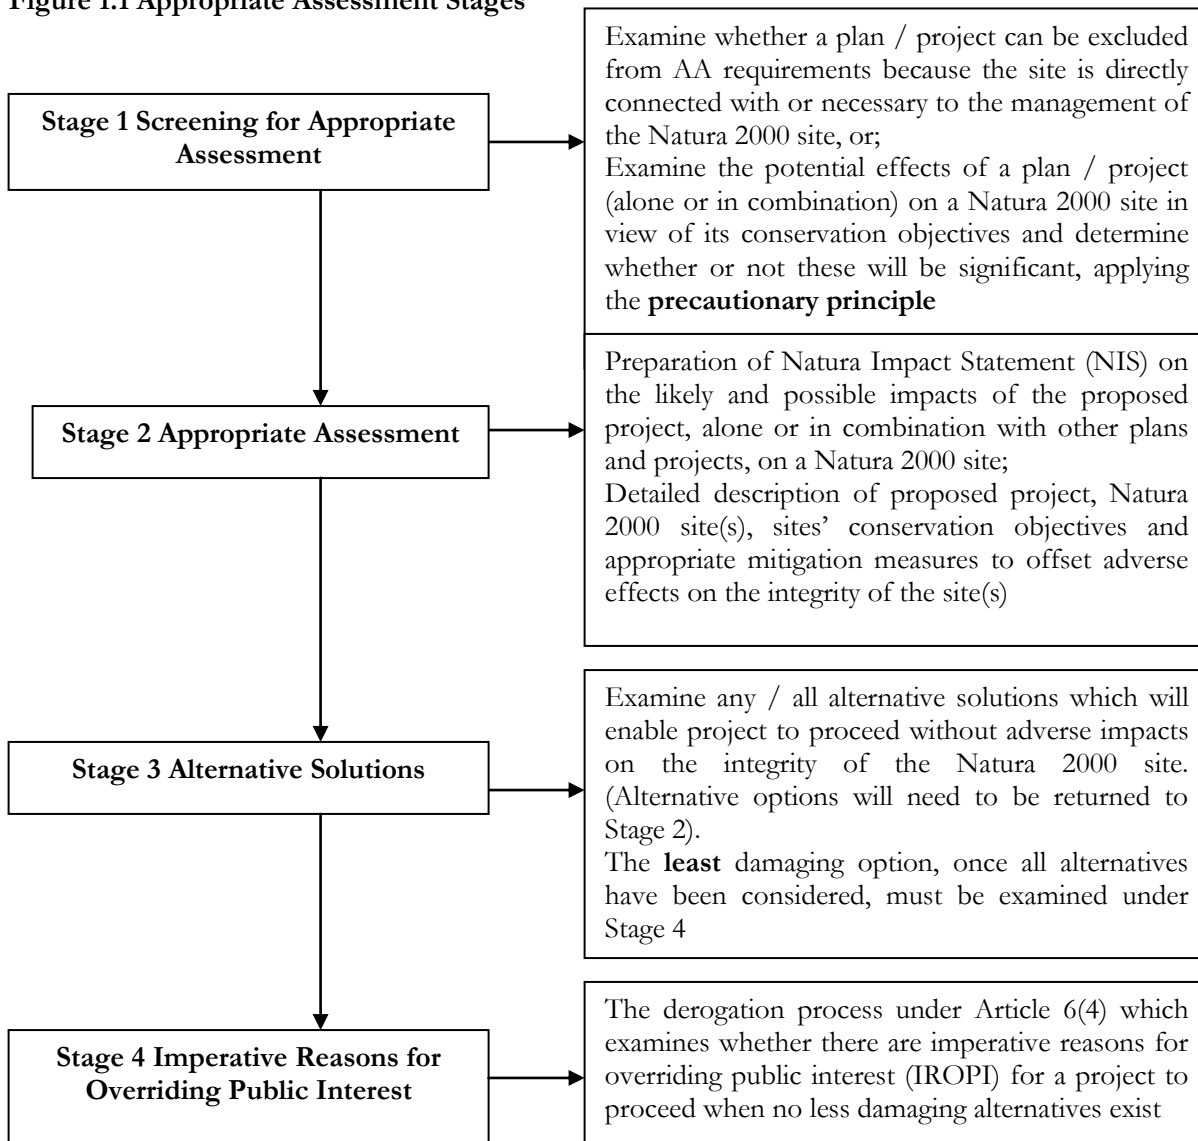 Figure 1.1 Appropriate Assessment Stages
Stage 1 Screening for Appropriate
Assessment
Examine whether a plan / project can be excluded
from AA requirements because the site is directly
connected with or necessary to the management of
the Natura 2000 site, or;
Examine the potential effects of a plan / project
(alone or in combination) on a Natura 2000 site in
view of its conservation objectives and determine
whether or not these will be significant, applying
the precautionary principle
Stage 2 Appropriate Assessment
Preparation of Natura Impact Statement (NIS) on
the likely and possible impacts of the proposed
project, alone or in combination with other plans
and projects, on a Natura 2000 site;
Detailed description of proposed project, Natura
2000 site(s), sites’ conservation objectives and
appropriate mitigation measures to offset adverse
effects on the integrity of the site(s)
Stage 3 Alternative Solutions
Examine any / all alternative solutions which will
enable project to proceed without adverse impacts
on the integrity of the Natura 2000 site.
(Alternative options will need to be returned to
Stage 2).
The least damaging option, once all alternatives
have been considered, must be examined under
Stage 4
Stage 4 Imperative Reasons for
Overriding Public Interest
The derogation process under Article 6(4) which
examines whether there are imperative reasons for
overriding public interest (IROPI) for a project to
proceed when no less damaging alternatives exist